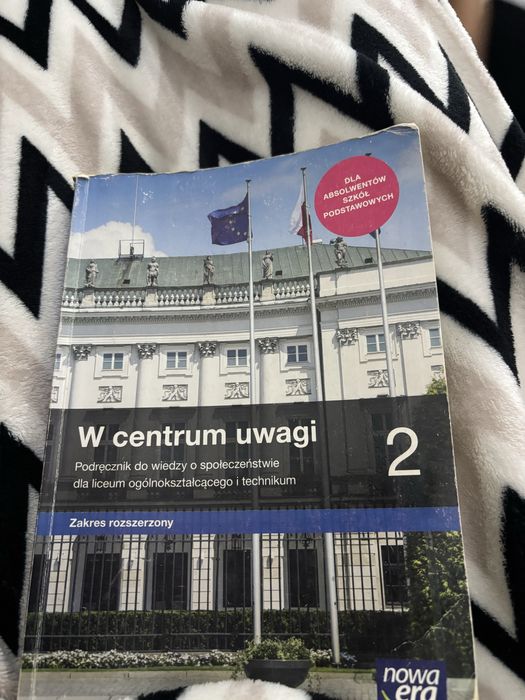 DLA
ABSOLWENTÓW
SZKÓŁ
PODSTAWOWYCH
W centrum uwagi
2
Podręcznik do wiedzy o społeczeństwie
dla liceum ogólnokształcącego i technikum
Zakres rozszerzony
nowa
era